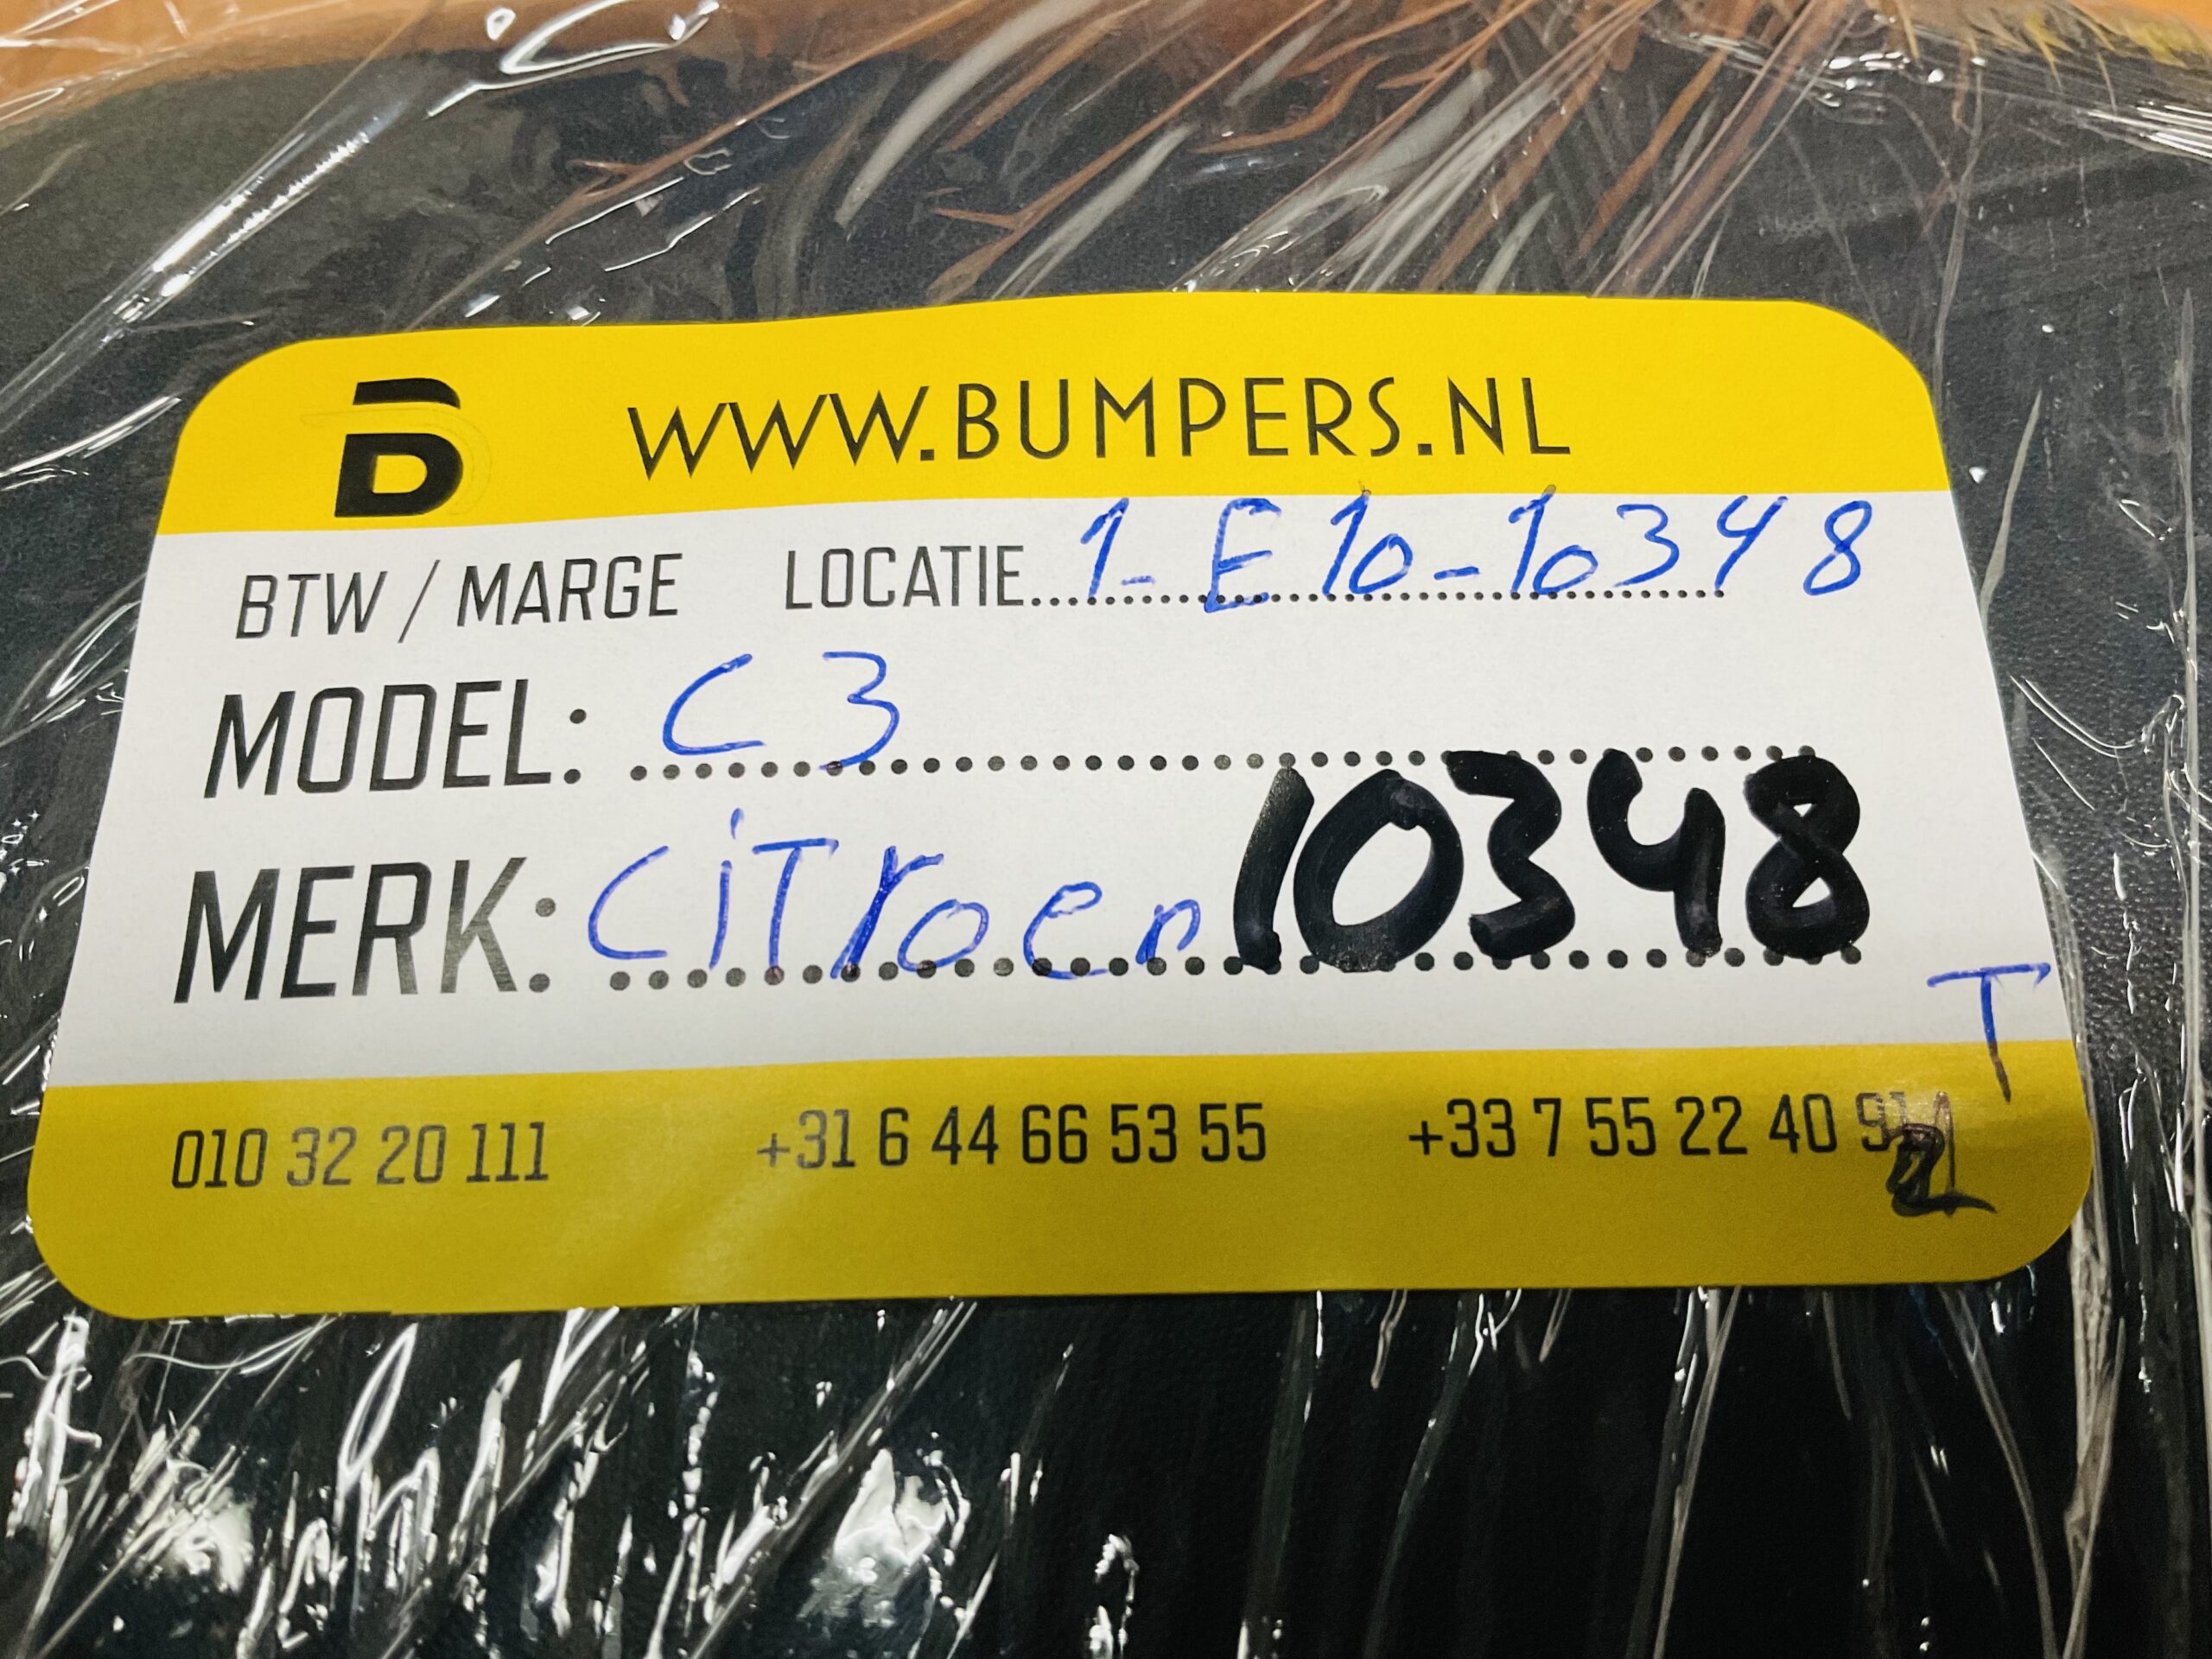 B WWW.BUMPERS.NL
BTW / MARGE LOCATIE 1-E10-10348
MODEL: C3
MERK: CiTroen 10348
T
010 32 20 111 +31 6 44 66 53 55 +33 7 55 22 40 91